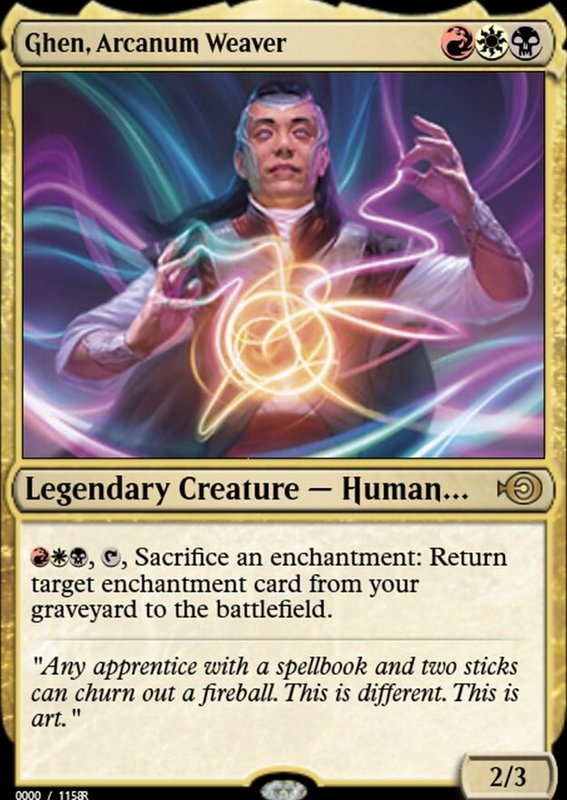 Ghen, Arcanum Weaver
Legendary Creature — Human...
, , Sacrifice an enchantment: Return
target enchantment card from your
graveyard to the battlefield.
"Any apprentice with a spellbook and two sticks
can churn out a fireball. This is different. This is
art."
2/3
0000 / 1158R